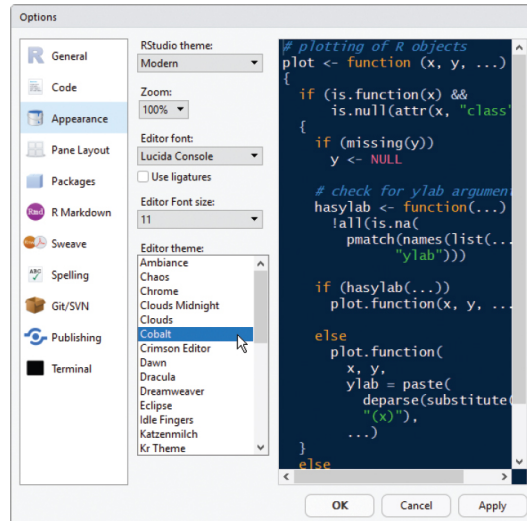 Options
General
Code
Appearance
Pane Layout
Packages
Rmd
R Markdown
Sweave
ABC
Spelling
Git/SVN
Publishing
Terminal
RStudio theme:
Modern
Zoom:
100%
Editor font:
Lucida Console
Use ligatures
Editor Font size:
11
Editor theme:
Ambiance
Chaos
Chrome
Clouds Midnight
Clouds
Cobalt
Crimson Editor
Dawn
Dracula
Dreamweaver
Eclipse
Idle Fingers
Katzenmilch
Kr Theme
# plotting of R objects
plot <- function (x, y, ...)
{
  if (is.function(x) &&
      is.null(attr(x, "class"
  {
    if (missing(y))
      y <- NULL

    # check for ylab argument
    hasylab <- function(...)
      !all(is.na(
        pmatch(names(list(...
              "ylab")))

    if (hasylab(...))
      plot.function(x, y, ...

    else
      plot.function(
        x, y,
        ylab = paste(
          deparse(substitute(
          "(x)"),
        ...)
  }
  else
OK
Cancel
Apply